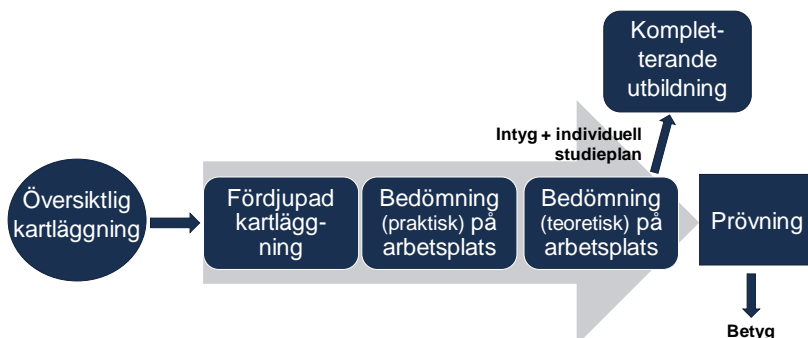 Komplet-
terande
utbildning
Intyg + individuell
studieplan
Översiktlig
kartläggning
Fördjupad
kartlägg-
ning
Bedömning
(praktisk) på
arbetsplats
Bedömning
(teoretisk) på
arbetsplats
Prövning
Betyg